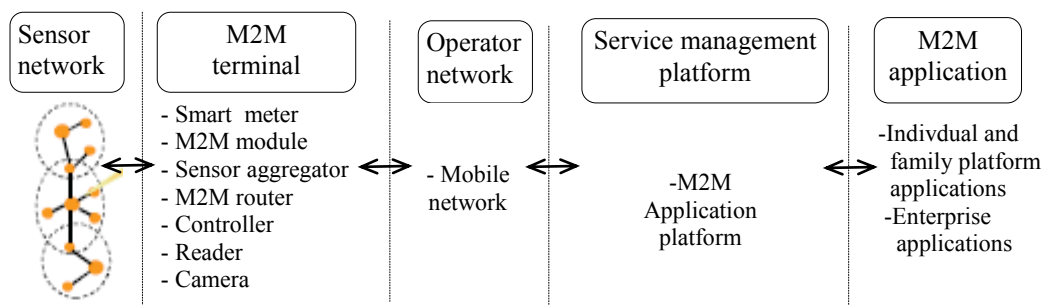 Sensor
network
M2M
terminal
- Smart meter
- M2M module
- Sensor aggregator
- M2M router
- Controller
- Reader
- Camera
Operator
network
- Mobile
network
Service management
platform
-M2M
Application
platform
M2M
application
-Indivdual and
family platform
applications
-Enterprise
applications